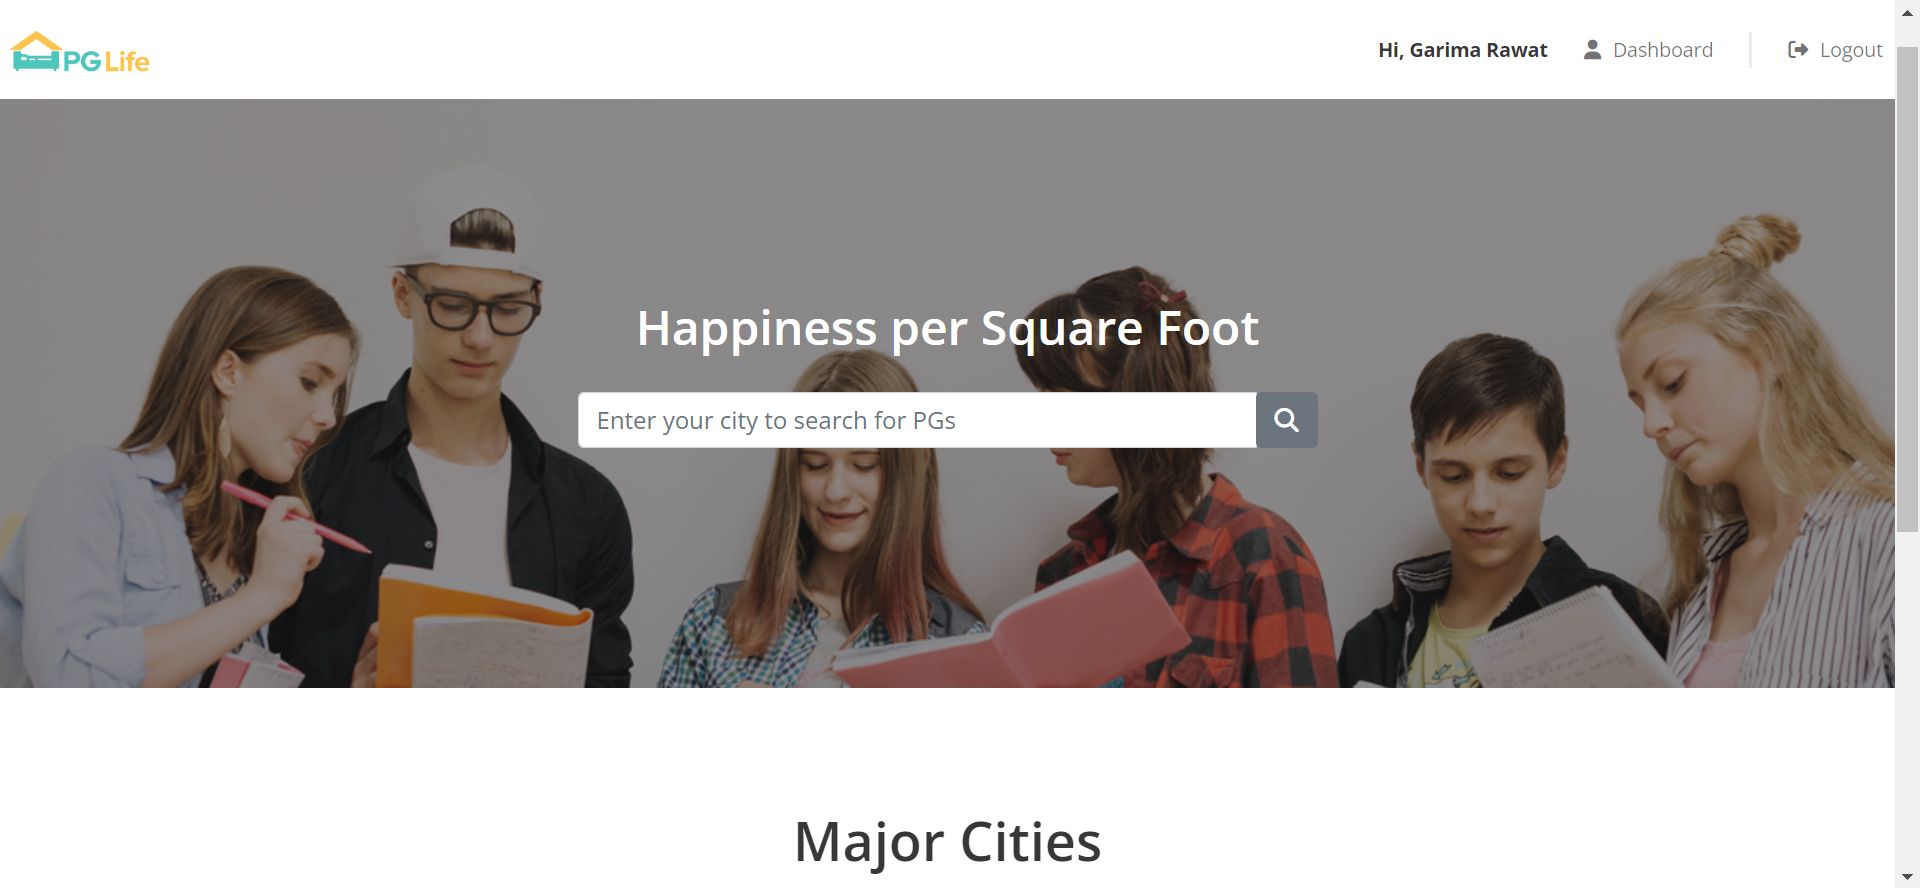 PG Life
Hi, Garima Rawat
Dashboard
Logout
Happiness per Square Foot
Enter your city to search for PGs
Major Cities